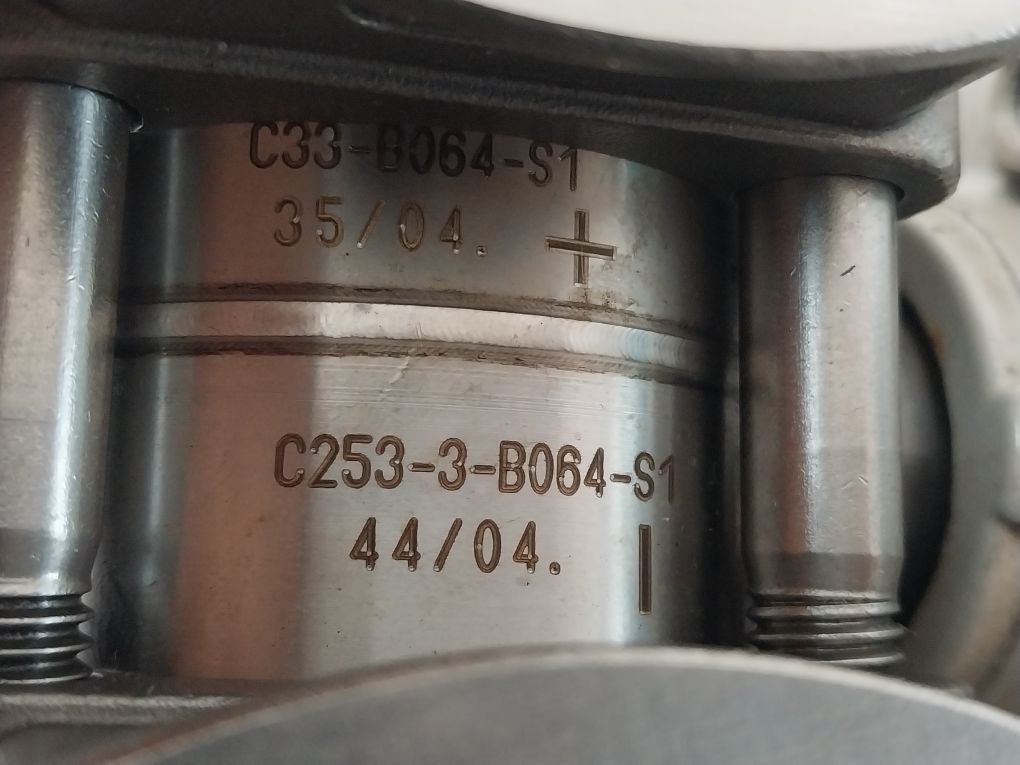 C33-B064-S1
35/04. +
C253-3-B064-S1
44/04. |